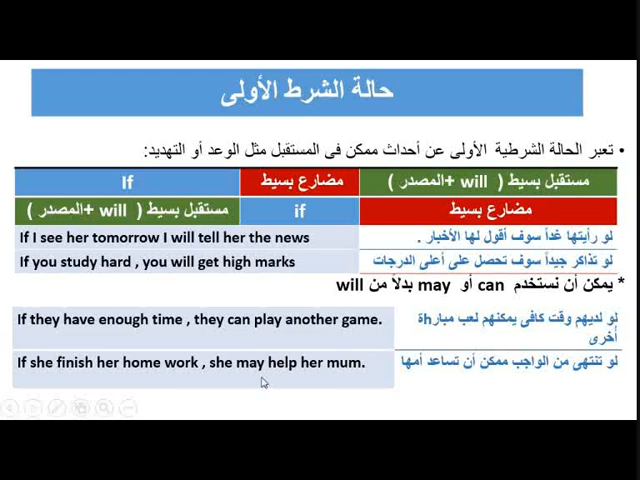 حالة الشرط الأولى
• تعبر الحالة الشرطية الأولى عن أحداث ممكن فى المستقبل مثل الوعد أو التهديد:
If مضارع بسيط مستقبل بسيط ( will +المصدر )
مستقبل بسيط ( will +المصدر ) if مضارع بسيط
If I see her tomorrow I will tell her the news لو رأيتها غداً سوف أقول لها الأخبار .
If you study hard , you will get high marks لو تذاكر جيداً سوف تحصل على أعلى الدرجات
* يمكن أن نستخدم can أو may بدلاً من will
If they have enough time , they can play another game. لو لديهم وقت كافى يمكنهم لعب مباراhة
أخرى
If she finish her home work , she may help her mum. لو تنتهى من الواجب ممكن أن تساعد أمها